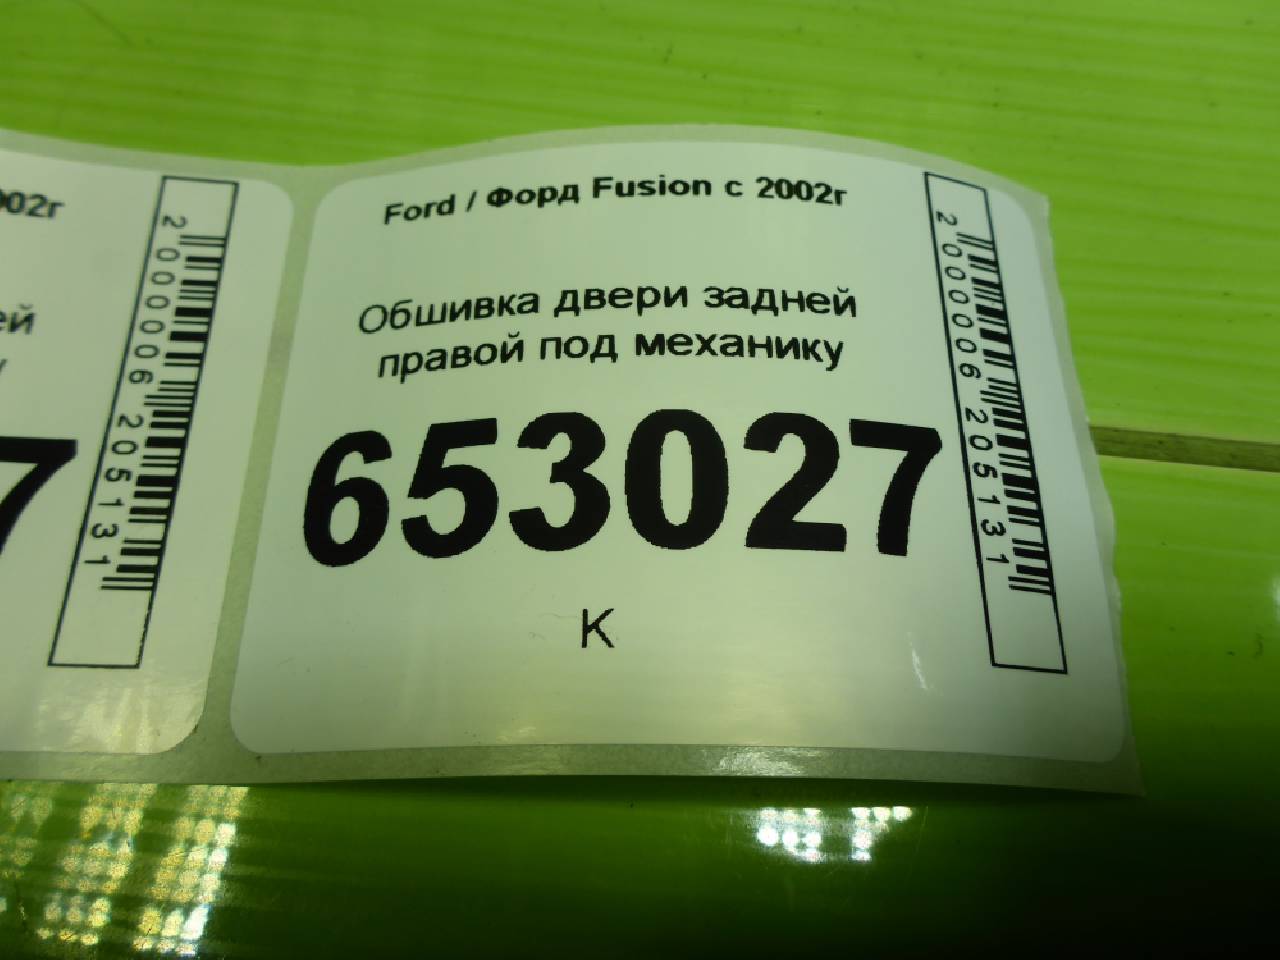 002г
ей
7
2000006205131
Ford / Форд Fusion с 2002г
Обшивка двери задней
правой под механику
653027
К
2000006205131